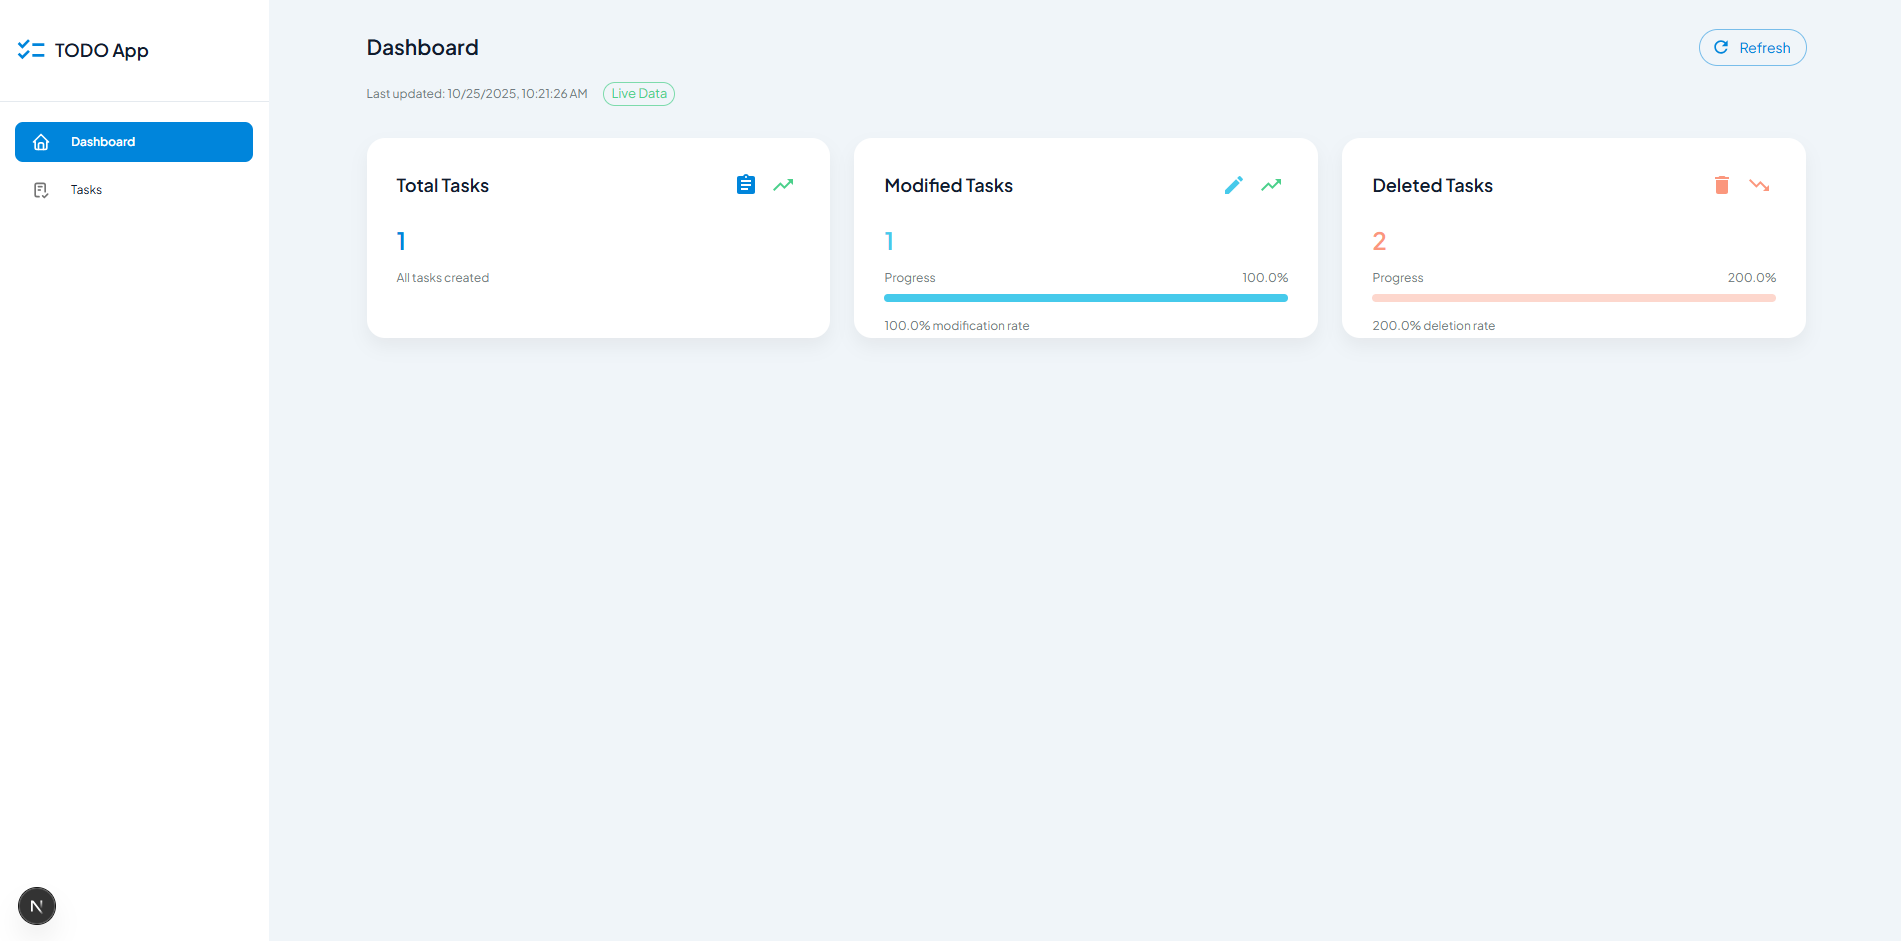 TODO App
Dashboard
Tasks
N
Dashboard
Refresh
Last updated: 10/25/2025, 10:21:26 AM
Live Data
Total Tasks
1
All tasks created
Modified Tasks
1
Progress 100.0%
100.0% modification rate
Deleted Tasks
2
Progress 200.0%
200.0% deletion rate